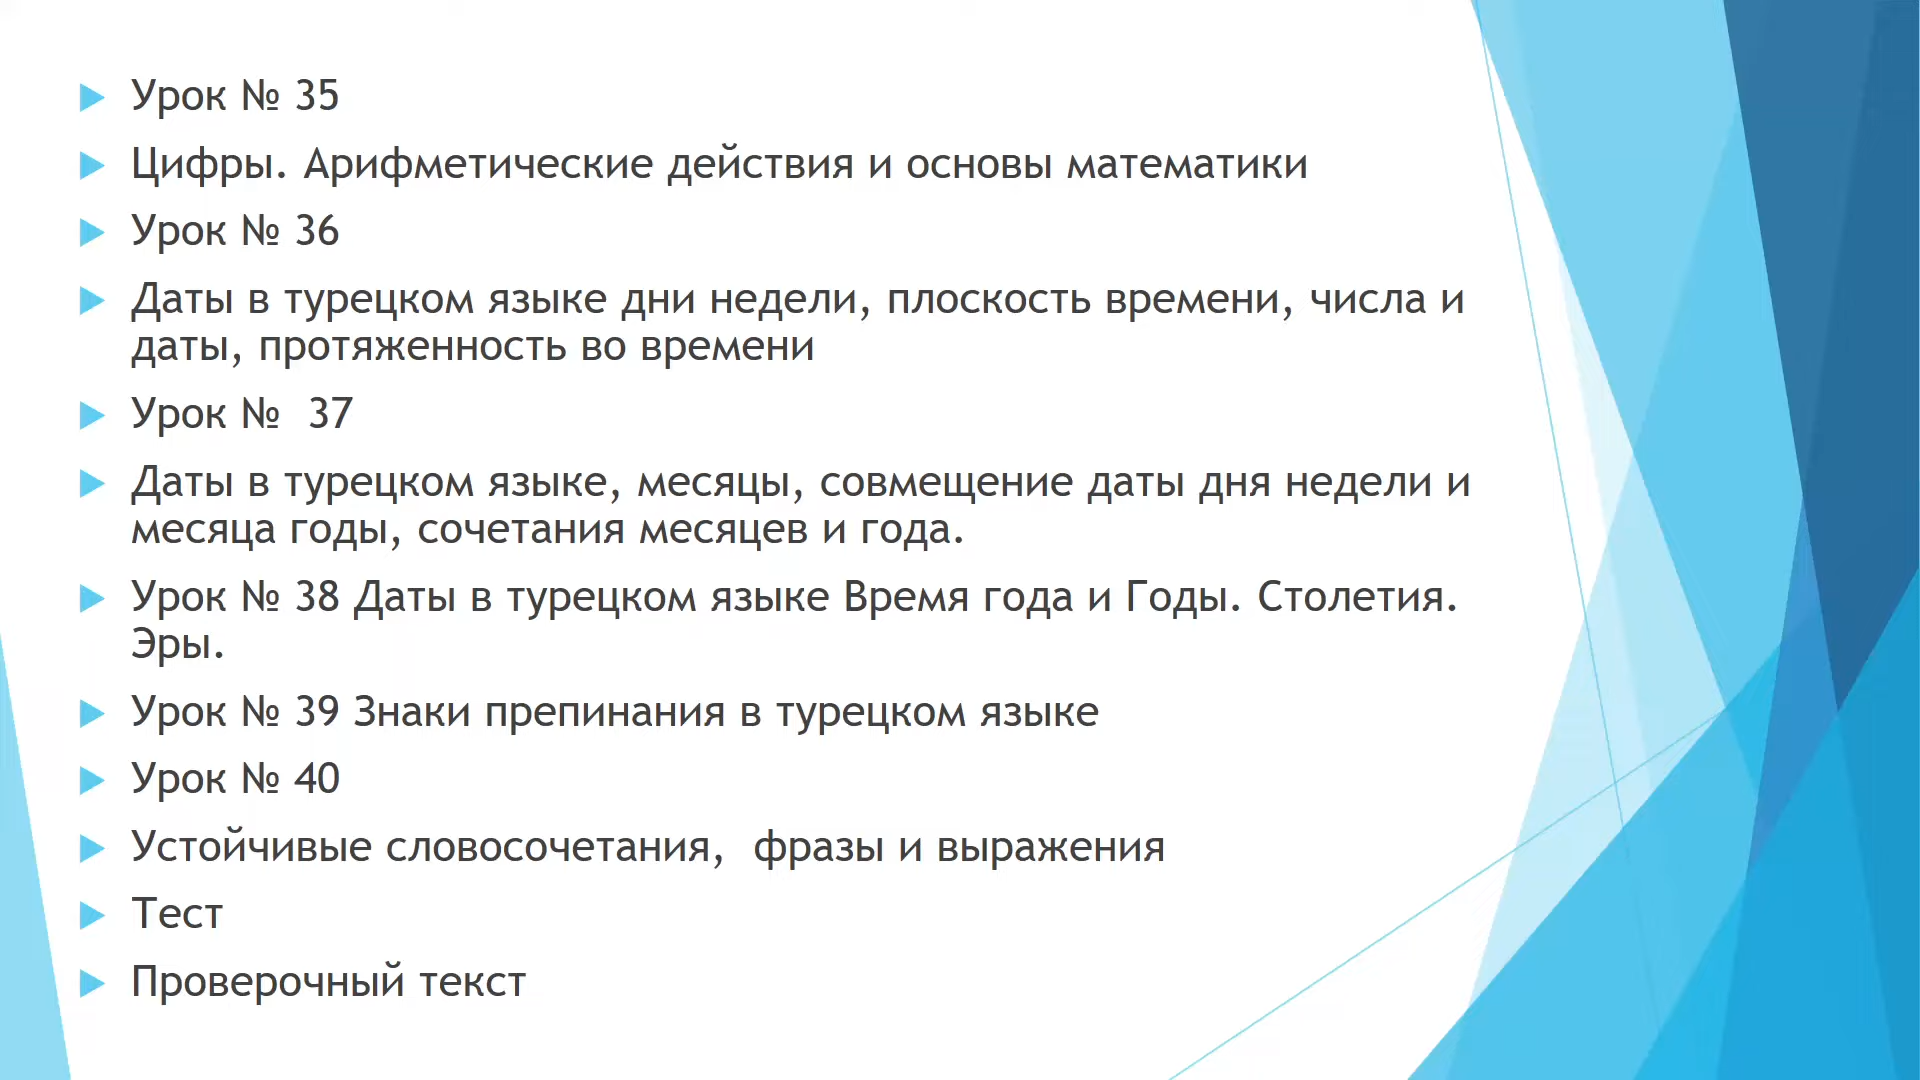 Урок № 35
Цифры. Арифметические действия и основы математики
Урок № 36
Даты в турецком языке дни недели, плоскость времени, числа и
даты, протяженность во времени
Урок №  37
Даты в турецком языке, месяцы, совмещение даты дня недели и
месяца годы, сочетания месяцев и года.
Урок № 38 Даты в турецком языке Время года и Годы. Столетия.
Эры.
Урок № 39 Знаки препинания в турецком языке
Урок № 40
Устойчивые словосочетания,  фразы и выражения
Тест
Проверочный текст